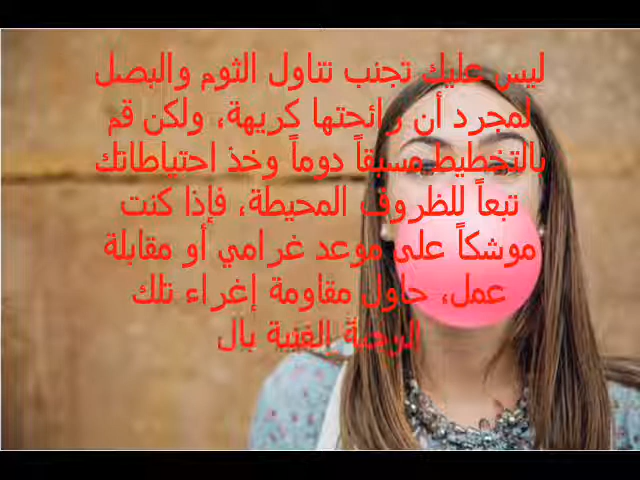 ليس عليك تجنب تناول الثوم والبصل
لمجرد أن رائحتها كريهة، ولكن قم
بالتخطيط مسبقاً دوماً وخذ احتياطاتك
تبعاً للظروف المحيطة، فإذا كنت
موشكاً على موعد غرامي أو مقابلة
عمل، حاول مقاومة إغراء تلك
الوجبة الغنية بال